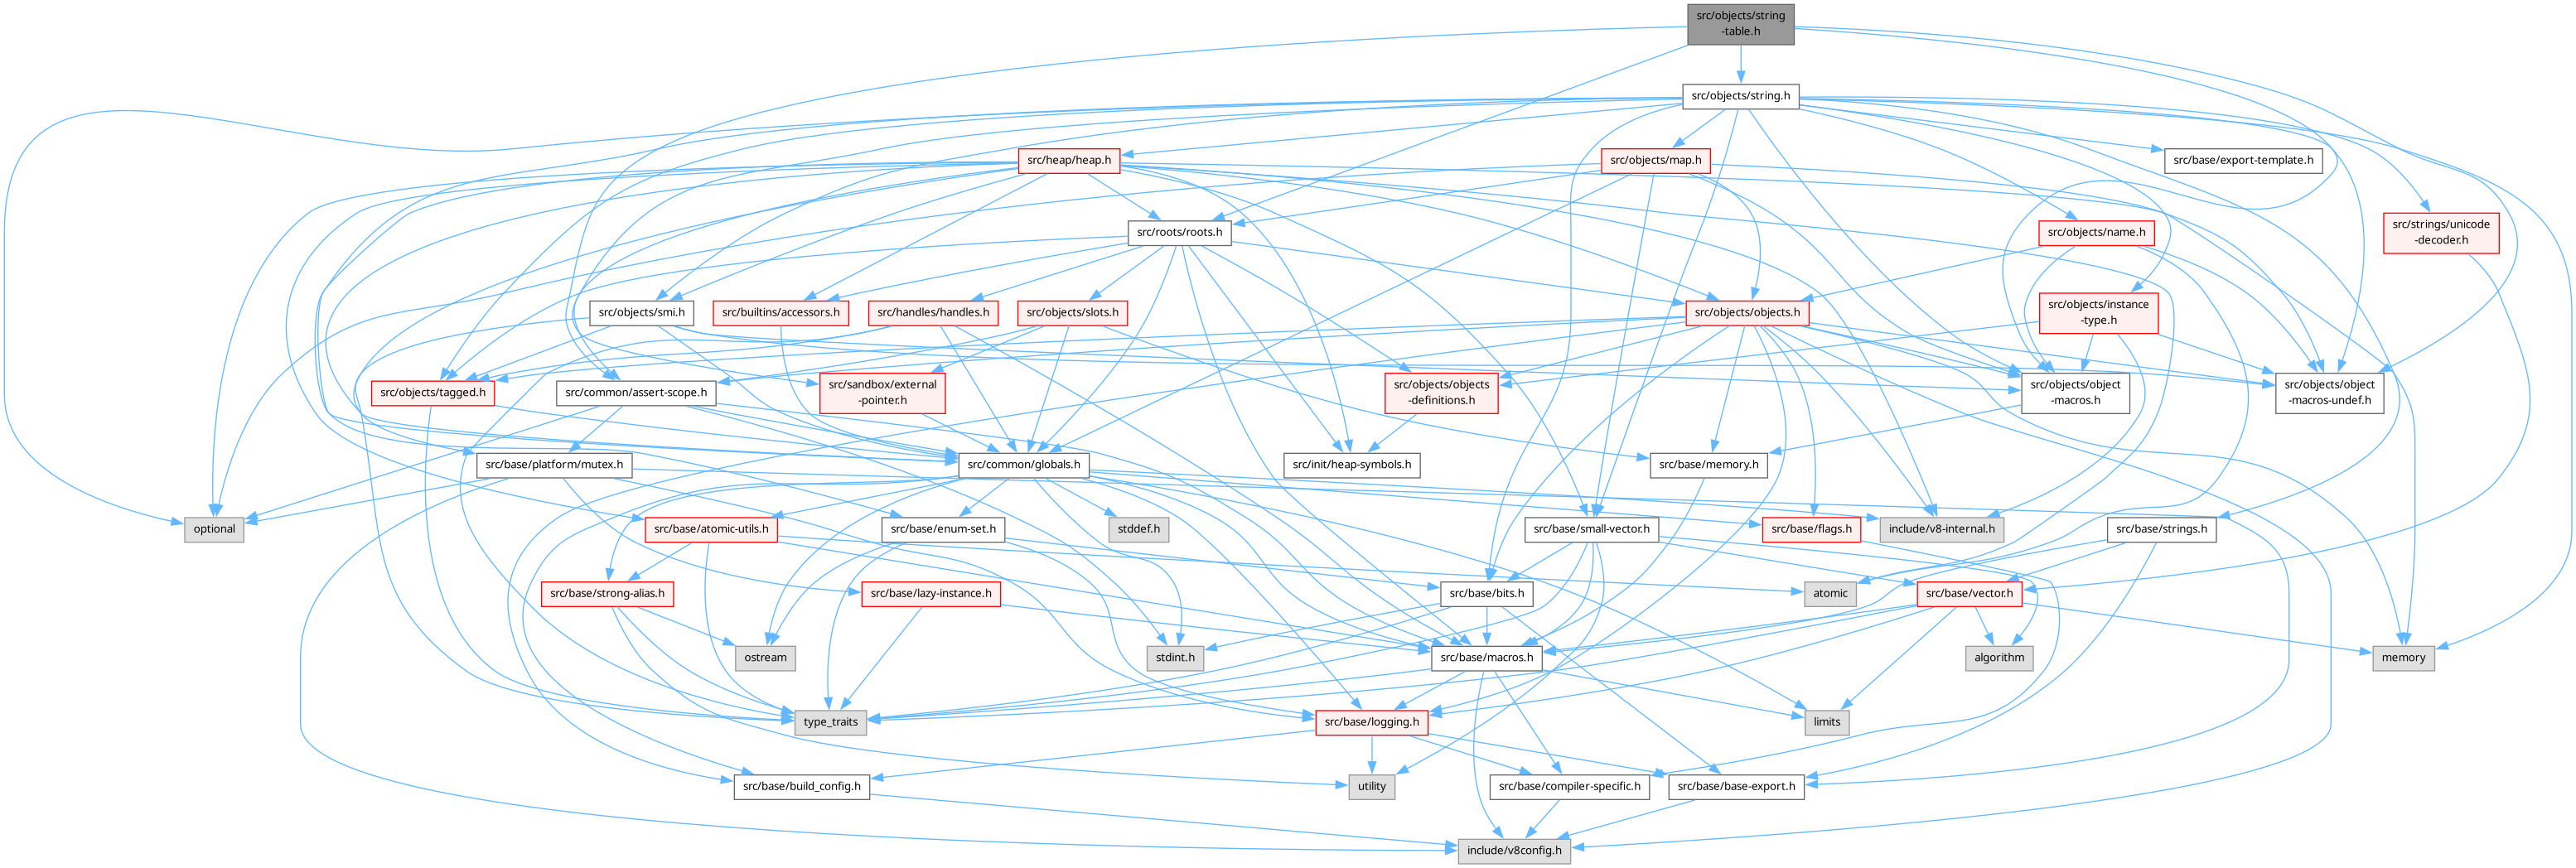 src/objects/string
-table.h
src/objects/string.h
src/heap/heap.h
src/objects/map.h
src/base/export-template.h
src/roots/roots.h
src/objects/name.h
src/strings/unicode
-decoder.h
src/objects/smi.h
src/builtins/accessors.h
src/handles/handles.h
src/objects/slots.h
src/objects/objects.h
src/objects/instance
-type.h
src/objects/tagged.h
src/common/assert-scope.h
src/sandbox/external
-pointer.h
src/objects/objects
-definitions.h
src/objects/object
-macros.h
src/objects/object
-macros-undef.h
src/base/platform/mutex.h
src/common/globals.h
src/init/heap-symbols.h
src/base/memory.h
optional
src/base/atomic-utils.h
src/base/enum-set.h
stddef.h
src/base/small-vector.h
src/base/flags.h
include/v8-internal.h
src/base/strings.h
src/base/strong-alias.h
src/base/lazy-instance.h
src/base/bits.h
atomic
src/base/vector.h
ostream
stdint.h
src/base/macros.h
algorithm
memory
type_traits
src/base/logging.h
limits
src/base/build_config.h
utility
src/base/compiler-specific.h
src/base/base-export.h
include/v8config.h